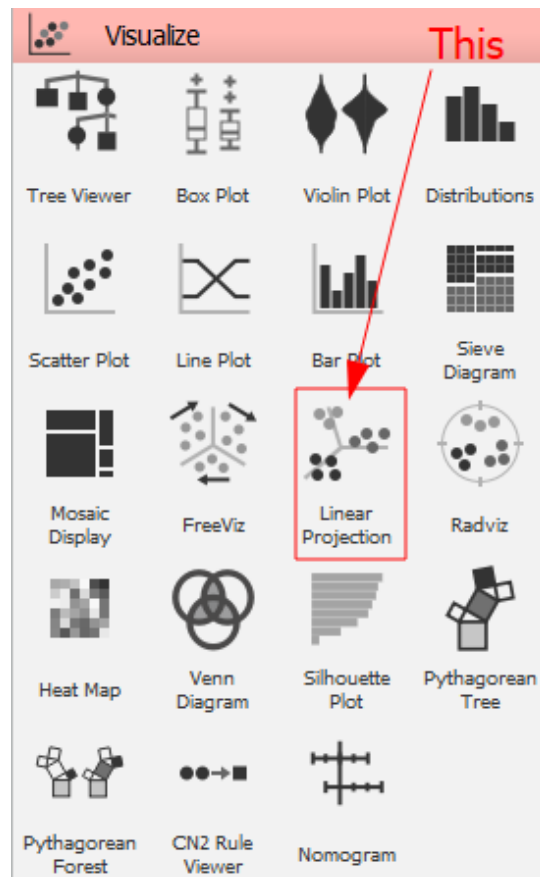 Visualize
This
Tree Viewer
Box Plot
Violin Plot
Distributions
Scatter Plot
Line Plot
Bar Plot
Sieve
Diagram
Mosaic
Display
FreeViz
Linear
Projection
Radviz
Heat Map
Venn
Diagram
Silhouette
Plot
Pythagorean
Tree
Pythagorean
Forest
CN2 Rule
Viewer
Nomogram